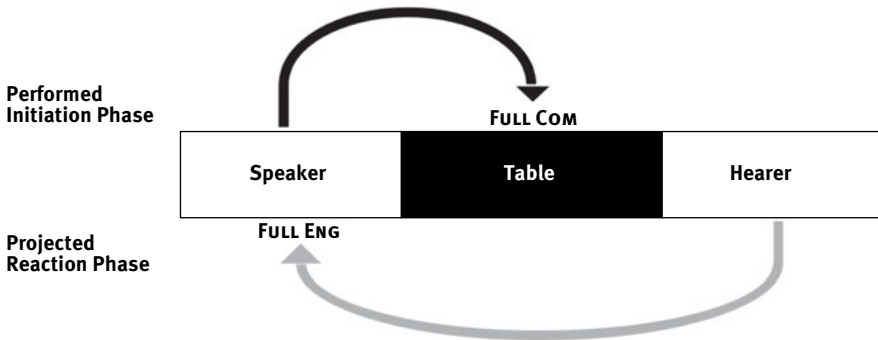 Performed
Initiation Phase
FULL COM
Speaker
Table
Hearer
FULL ENG
Projected
Reaction Phase